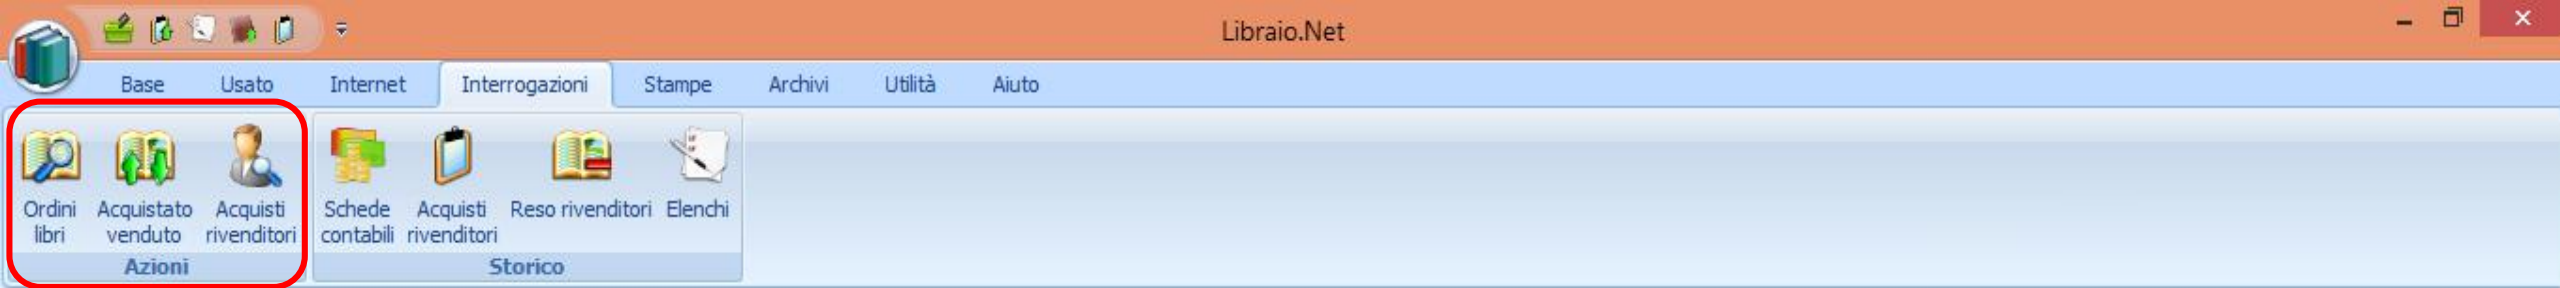 Libraio.Net
Base Usato Internet Interrogazioni Stampe Archivi Utilità Aiuto
Ordini libri
Acquistato venduto
Acquisti rivenditori
Azioni
Schede contabili
Acquisti rivenditori
Reso rivenditori
Elenchi
Storico